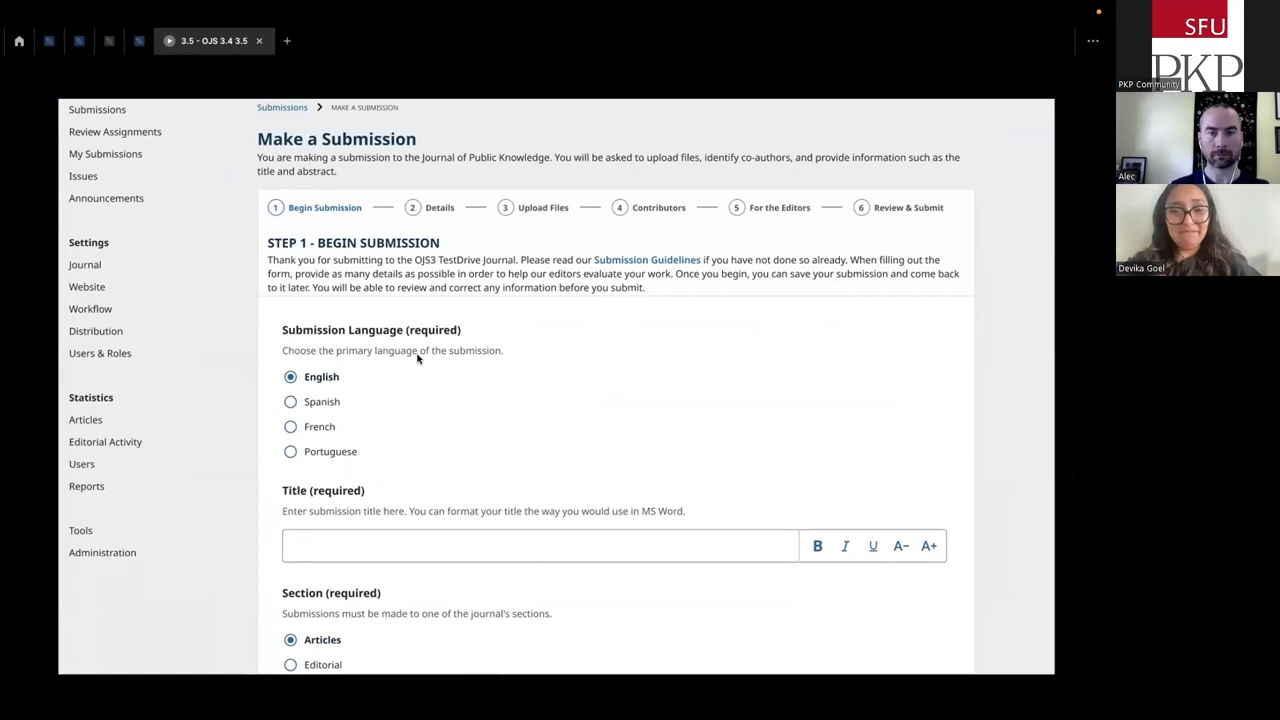 3.5 - OJS 3.4 3.5
SFU
PKP
PKP Community
Alec
Devika Goel
Submissions
Review Assignments
My Submissions
Issues
Announcements
Settings
Journal
Website
Workflow
Distribution
Users & Roles
Statistics
Articles
Editorial Activity
Users
Reports
Tools
Administration
Submissions
MAKE A SUBMISSION
Make a Submission
You are making a submission to the Journal of Public Knowledge. You will be asked to upload files, identify co-authors, and provide information such as the
title and abstract.
1 Begin Submission 2 Details 3 Upload Files 4 Contributors 5 For the Editors 6 Review & Submit
STEP 1 - BEGIN SUBMISSION
Thank you for submitting to the OJS3 TestDrive Journal. Please read our Submission Guidelines if you have not done so already. When filling out the
form, provide as many details as possible in order to help our editors evaluate your work. Once you begin, you can save your submission and come back
to it later. You will be able to review and correct any information before you submit.
Submission Language (required)
Choose the primary language of the submission.
English
Spanish
French
Portuguese
Title (required)
Enter submission title here. You can format your title the way you would use in MS Word.
B I U A− A+
Section (required)
Submissions must be made to one of the journal's sections.
Articles
Editorial